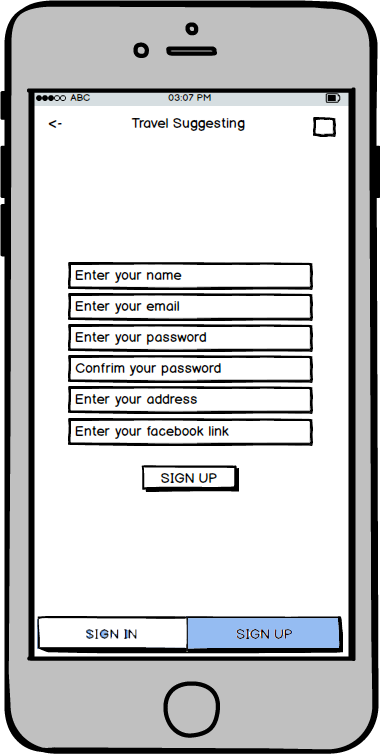 ABC 03:07 PM
<- Travel Suggesting
Enter your name
Enter your email
Enter your password
Confrim your password
Enter your address
Enter your facebook link
SIGN UP
SIGN IN SIGN UP